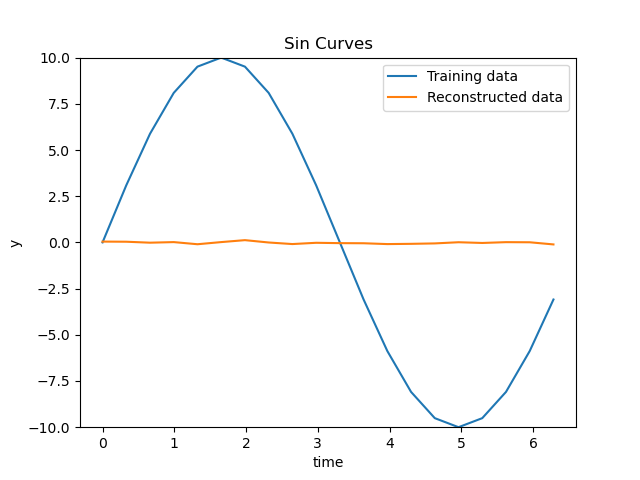 Sin Curves
Training data
Reconstructed data
y
10.0
7.5
5.0
2.5
0.0
−2.5
−5.0
−7.5
−10.0
0 1 2 3 4 5 6
time